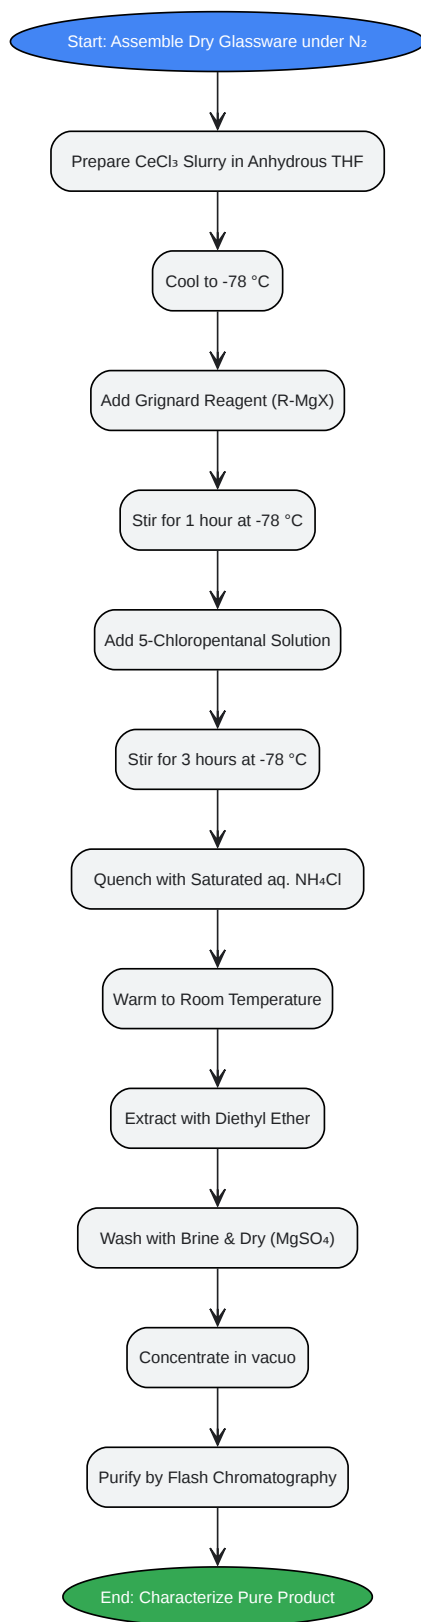 Start: Assemble Dry Glassware under N₂
Prepare CeCl₃ Slurry in Anhydrous THF
Cool to -78 °C
Add Grignard Reagent (R-MgX)
Stir for 1 hour at -78 °C
Add 5-Chloropentanal Solution
Stir for 3 hours at -78 °C
Quench with Saturated aq. NH₄Cl
Warm to Room Temperature
Extract with Diethyl Ether
Wash with Brine & Dry (MgSO₄)
Concentrate in vacuo
Purify by Flash Chromatography
End: Characterize Pure Product